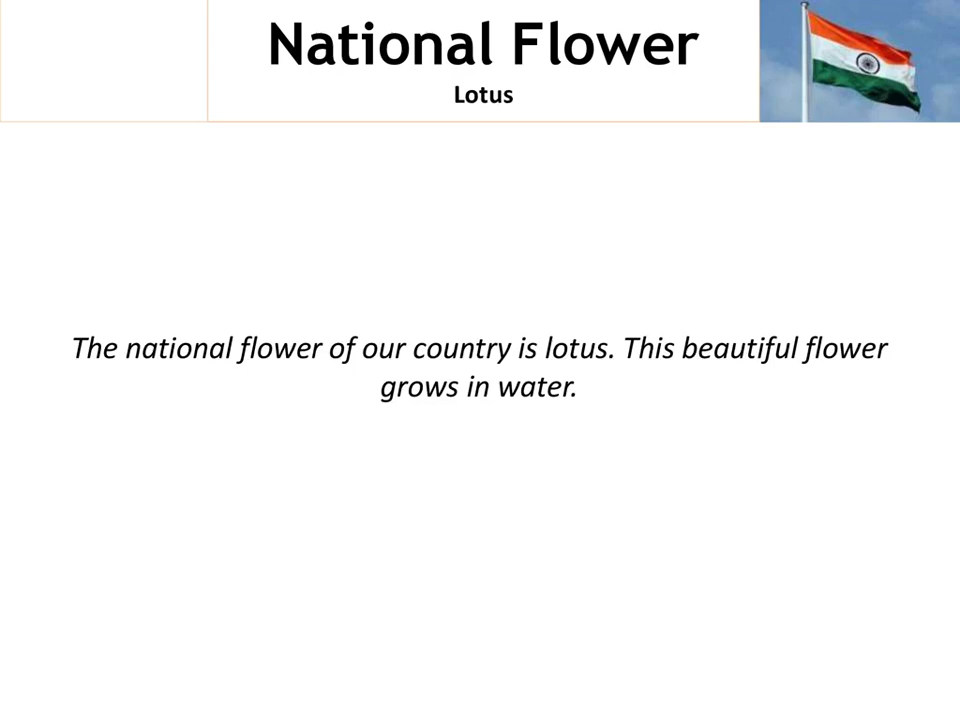 National Flower
Lotus
The national flower of our country is lotus. This beautiful flower
grows in water.